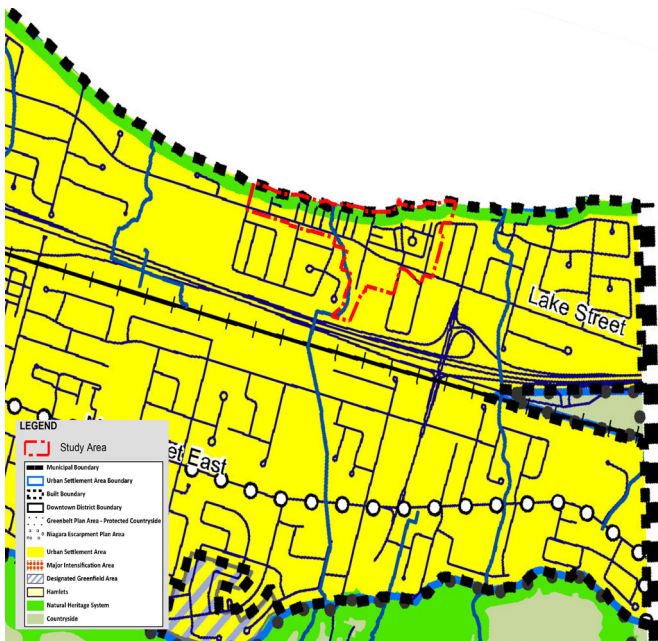 Lake Street
et East
LEGEND
Study Area
Municipal Boundary
Urban Settlement Area Boundary
Built Boundary
Downtown District Boundary
Greenbelt Plan Area - Protected Countryside
Niagara Escarpment Plan Area
Urban Settlement Area
Major Intensification Area
Designated Greenfield Area
Hamlets
Natural Heritage System
Countryside